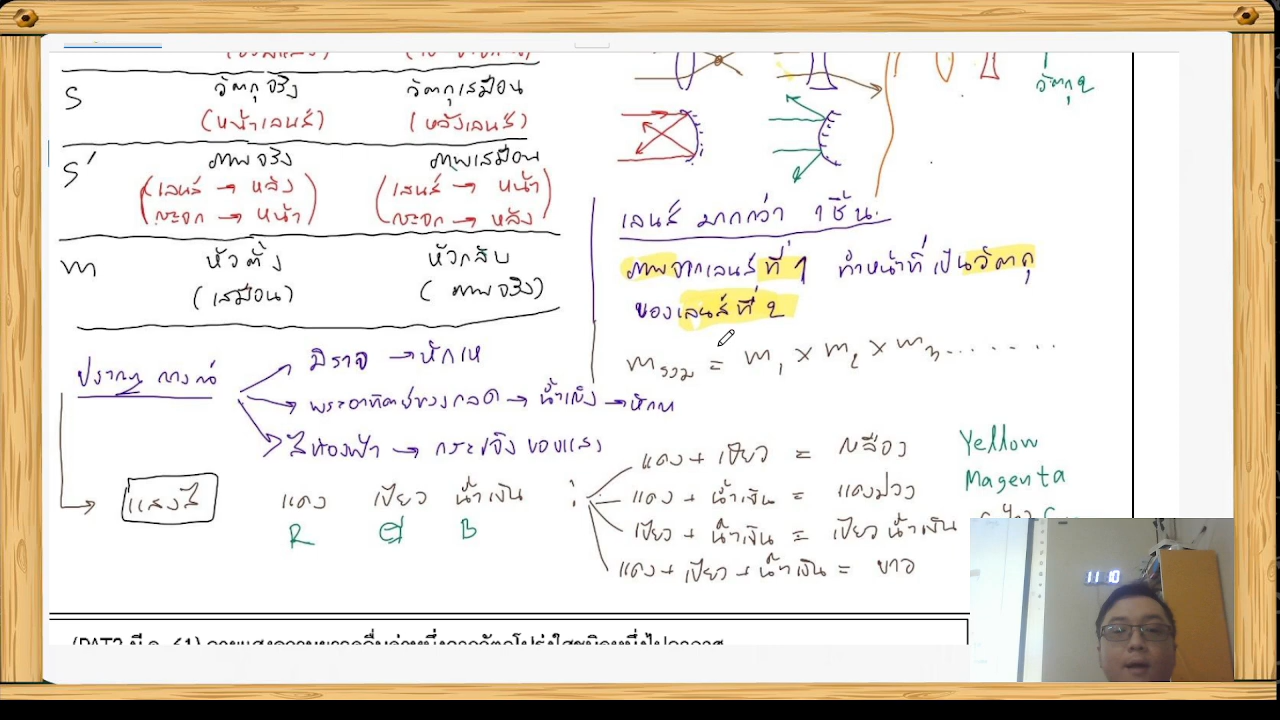 S วัตถุจริง วัตถุเสมือน
(หน้าเลนส์) (หลังเลนส์)
S' ภาพจริง ภาพเสมือน
(เลนส์ → หลัง) (เลนส์ → หน้า)
(กระจก → หน้า) (กระจก → หลัง)
m หัวตั้ง หัวกลับ
(เสมือน) (ภาพจริง)
วัตถุ 2
เลนส์ มากกว่า 1 ชิ้น
ภาพจากเลนส์ ที่ 1 ทำหน้าที่ เป็นวัตถุ
ของเลนส์ที่ 2
m รวม = m1 × m2 × m3 ........
ปรากฏการณ์
มิราจ → หักเห
พระอาทิตย์ทรงกลด → น้ำแข็ง → หักเห
สีท้องฟ้า → กระเจิงของแสง
แสงสี แดง เขียว น้ำเงิน :
R G B
แดง + เขียว = เหลือง Yellow
แดง + น้ำเงิน = แดงม่วง Magenta
เขียว + น้ำเงิน = เขียวน้ำเงิน
แดง + เขียว + น้ำเงิน = ขาว
11 10